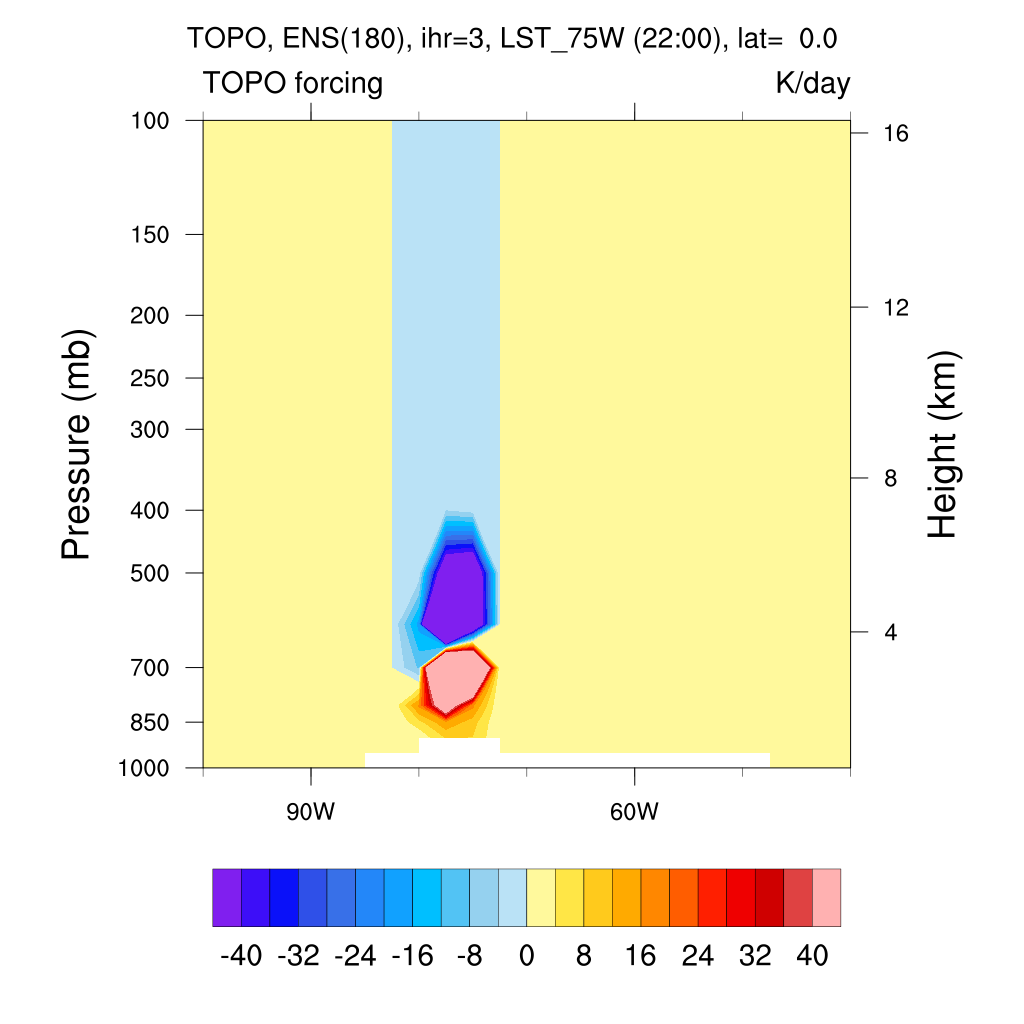 TOPO, ENS(180), ihr=3, LST_75W (22:00), lat=  0.0
TOPO forcing K/day
100
150
200
250
300
400
500
700
850
1000
Pressure (mb)
16
12
8
4
Height (km)
90W 60W
-40 -32 -24 -16 -8 0 8 16 24 32 40